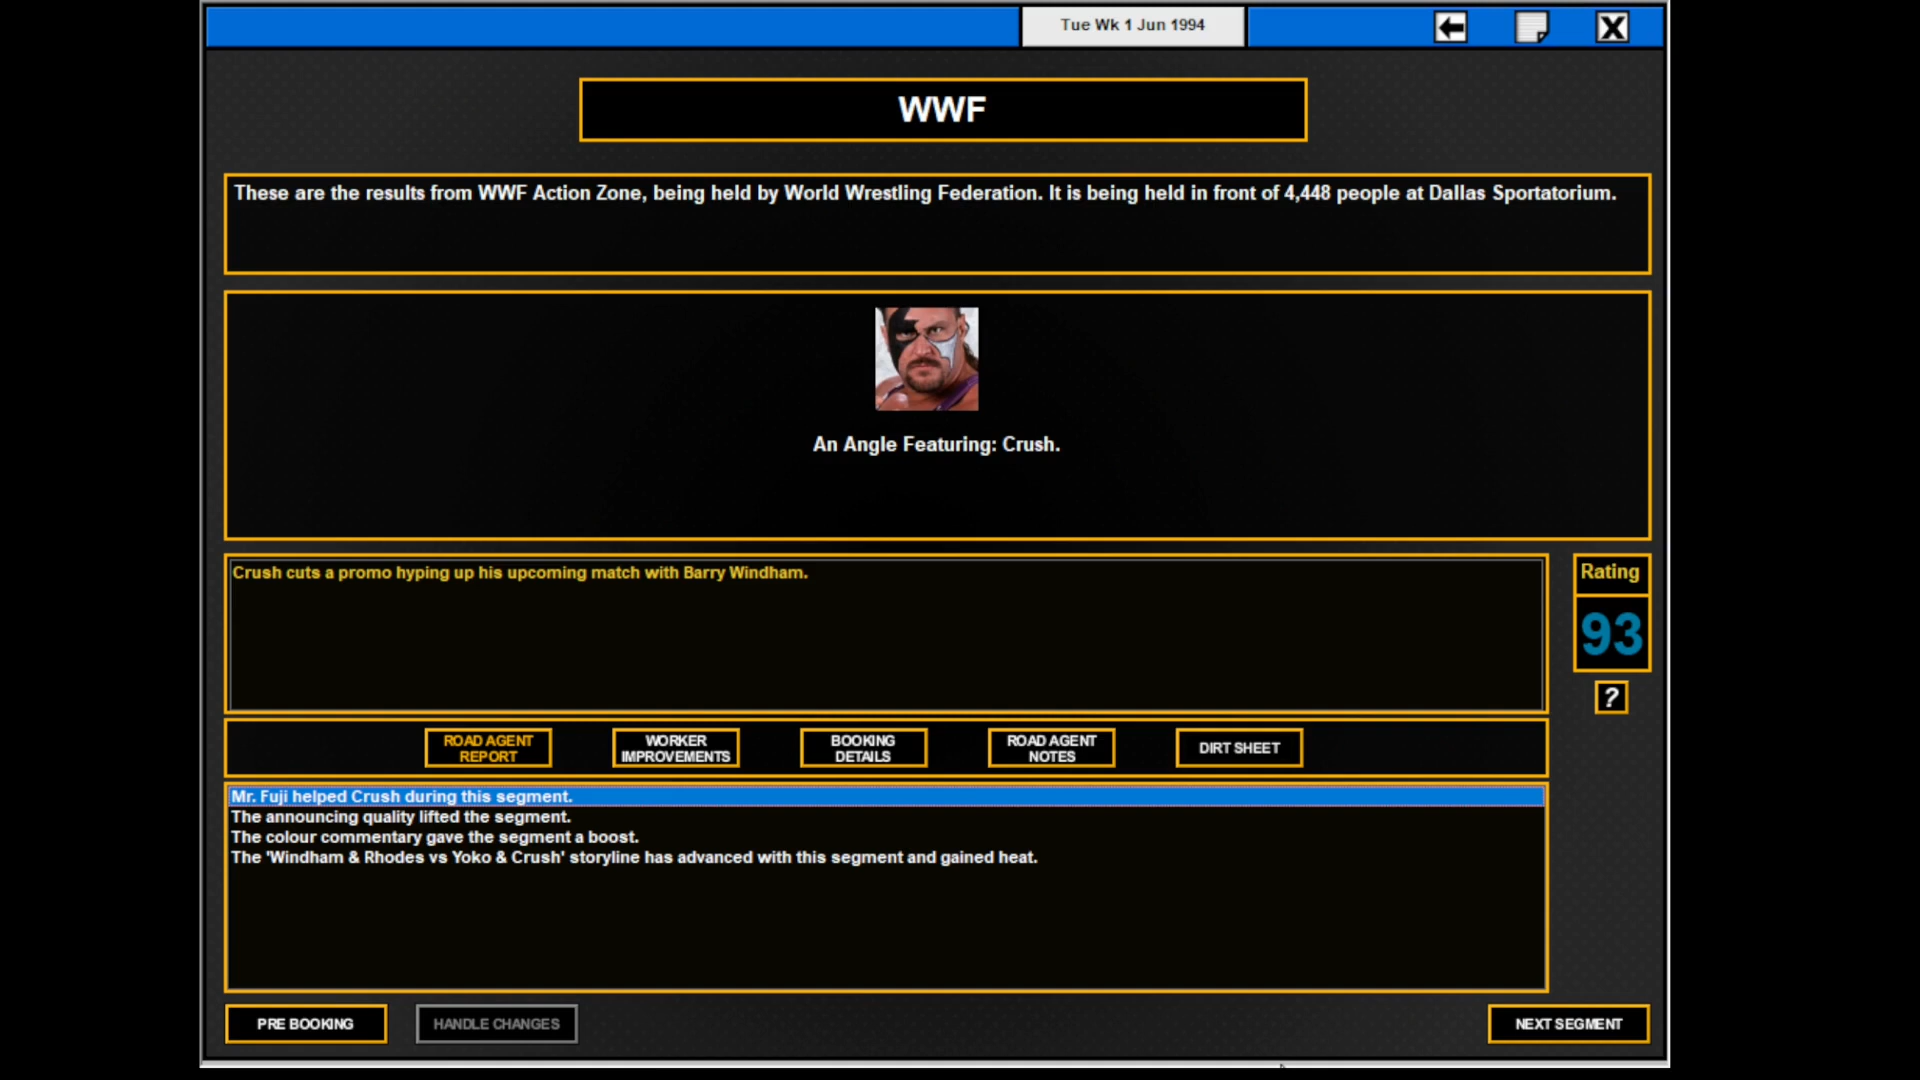 Tue Wk 1 Jun 1994
WWF
These are the results from WWF Action Zone, being held by World Wrestling Federation. It is being held in front of 4,448 people at Dallas Sportatorium.
An Angle Featuring: Crush.
Crush cuts a promo hyping up his upcoming match with Barry Windham.
Rating
93
?
ROAD AGENT
REPORT
WORKER
IMPROVEMENTS
BOOKING
DETAILS
ROAD AGENT
NOTES
DIRT SHEET
Mr. Fuji helped Crush during this segment.
The announcing quality lifted the segment.
The colour commentary gave the segment a boost.
The 'Windham & Rhodes vs Yoko & Crush' storyline has advanced with this segment and gained heat.
PRE BOOKING
HANDLE CHANGES
NEXT SEGMENT